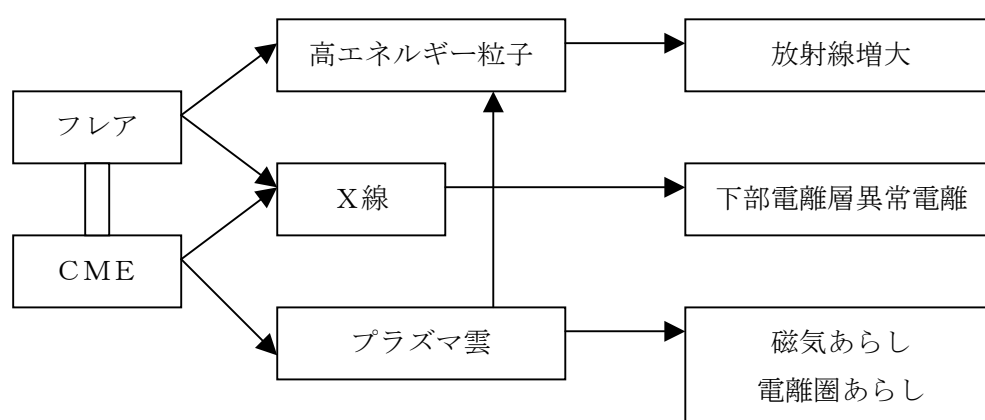 高エネルギー粒子
放射線増大
フレア
X線
下部電離層異常電離
CME
プラズマ雲
磁気あらし
電離圏あらし